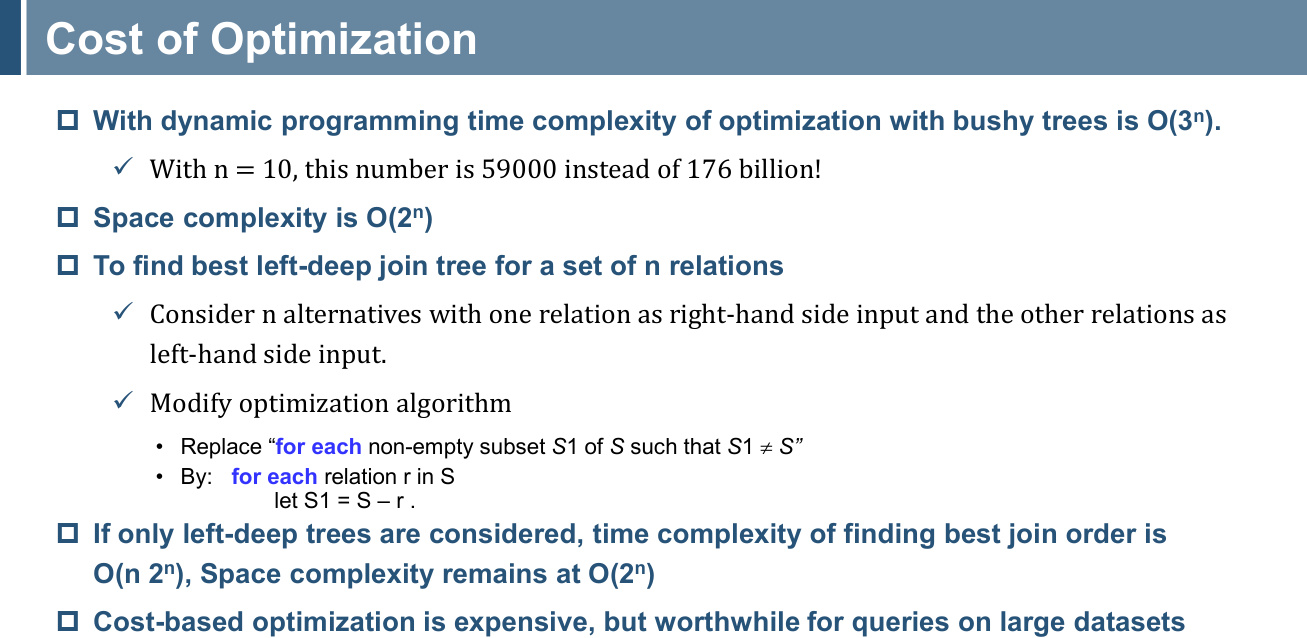 Cost of Optimization
With dynamic programming time complexity of optimization with bushy trees is O(3ⁿ).
With n = 10, this number is 59000 instead of 176 billion!
Space complexity is O(2ⁿ)
To find best left-deep join tree for a set of n relations
Consider n alternatives with one relation as right-hand side input and the other relations as
left-hand side input.
Modify optimization algorithm
• Replace “for each non-empty subset S1 of S such that S1 ≠ S”
• By: for each relation r in S
let S1 = S – r .
If only left-deep trees are considered, time complexity of finding best join order is
O(n 2ⁿ), Space complexity remains at O(2ⁿ)
Cost-based optimization is expensive, but worthwhile for queries on large datasets